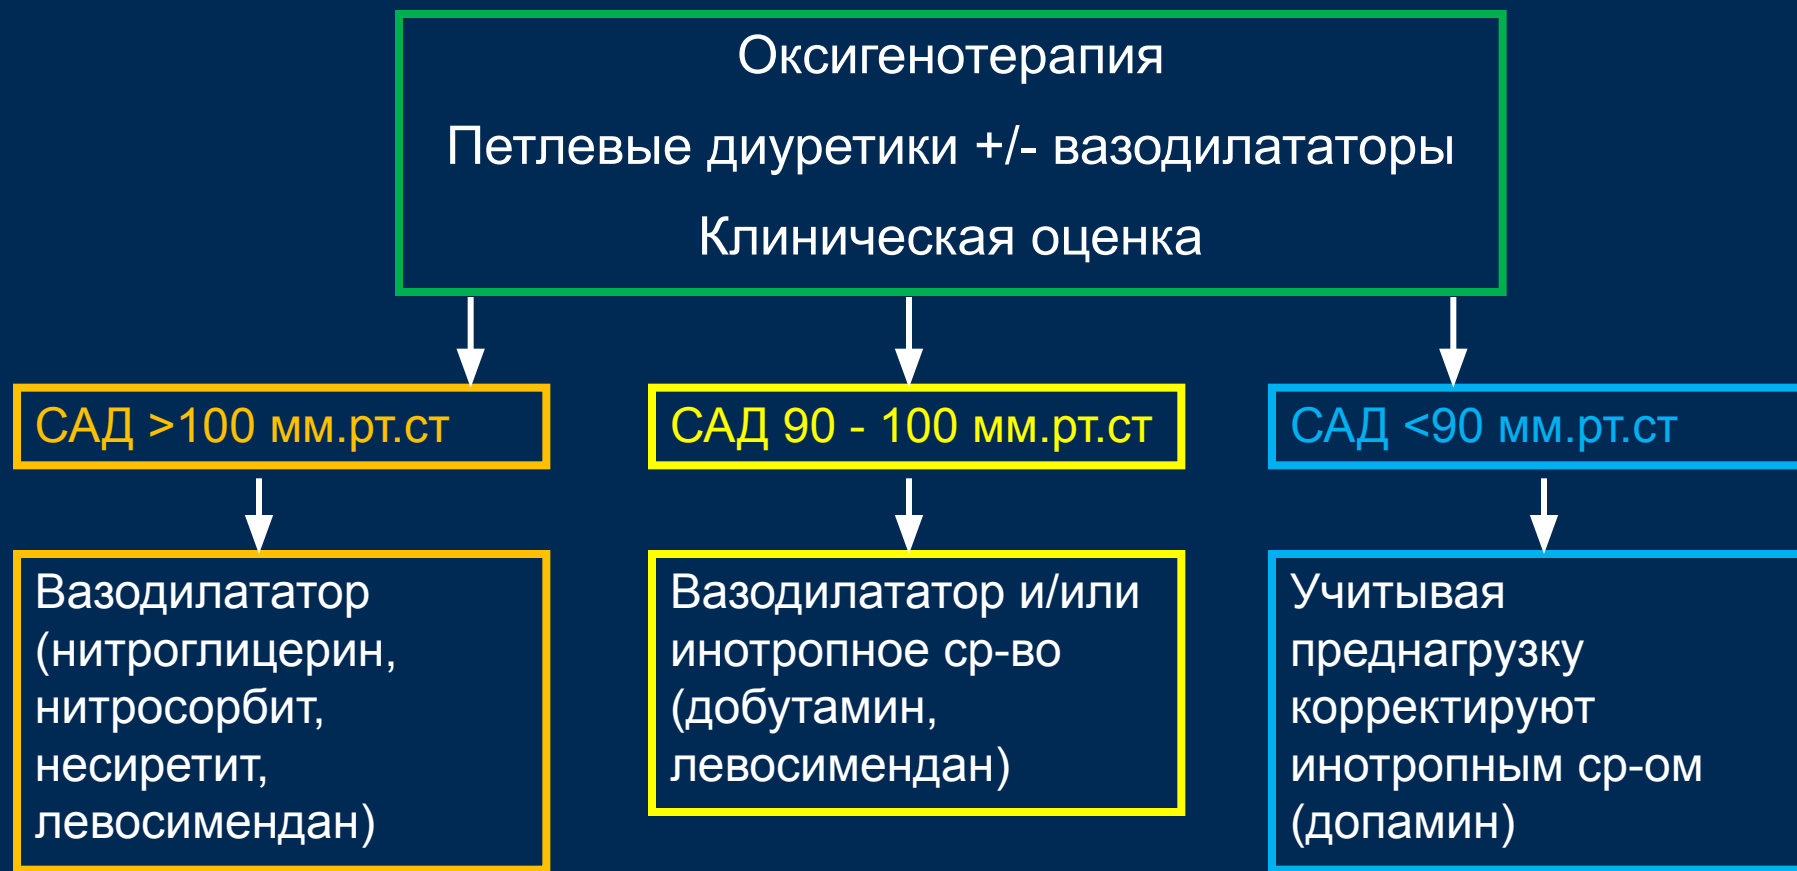 Оксигенотерапия
Петлевые диуретики +/- вазодилататоры
Клиническая оценка
САД >100 мм.рт.ст
САД 90 - 100 мм.рт.ст
САД <90 мм.рт.ст
Вазодилататор
(нитроглицерин,
нитросорбит,
несиретит,
левосимендан)
Вазодилататор и/или
инотропное ср-во
(добутамин,
левосимендан)
Учитывая
преднагрузку
корректируют
инотропным ср-ом
(допамин)